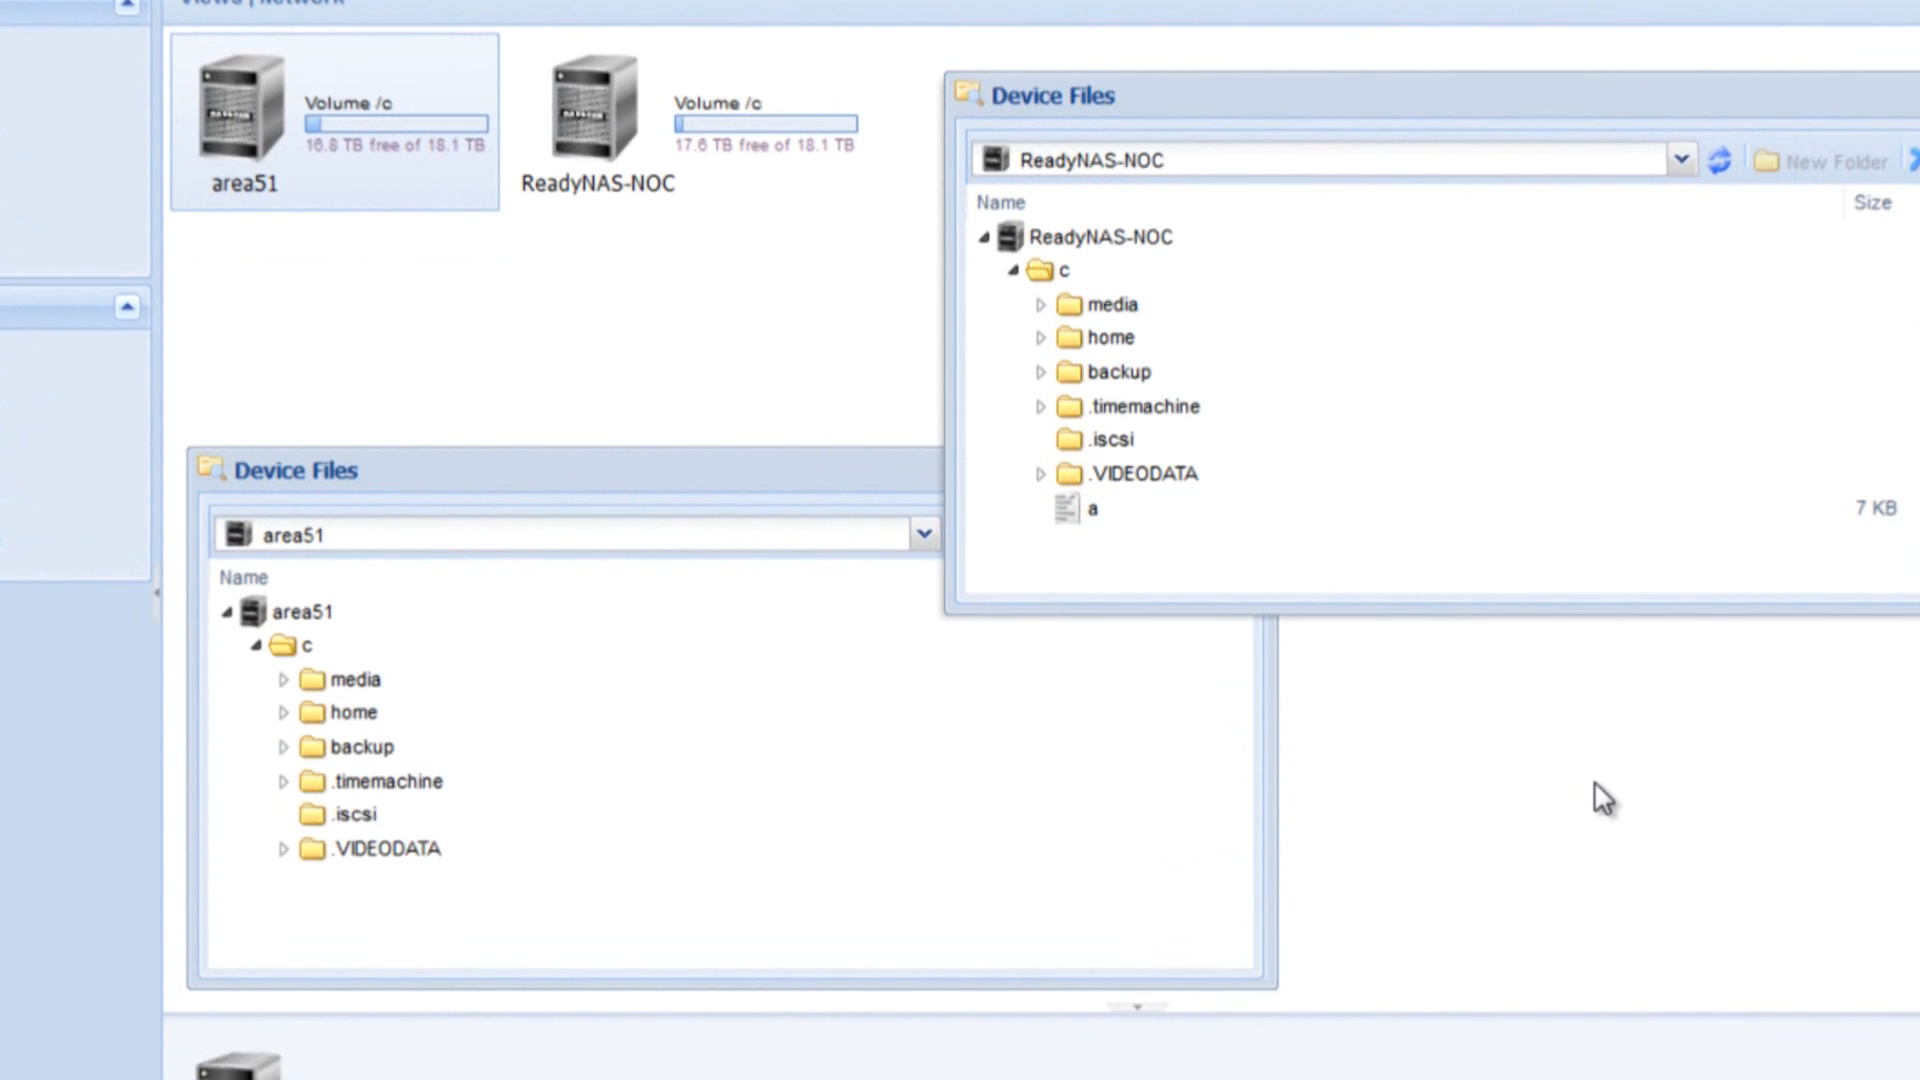 Views | Network
Volume /c
16.8 TB free of 18.1 TB
area51
Volume /c
17.6 TB free of 18.1 TB
ReadyNAS-NOC
Device Files
ReadyNAS-NOC
New Folder
Name
Size
ReadyNAS-NOC
c
media
home
backup
.timemachine
.iscsi
.VIDEODATA
a
7 KB
Device Files
area51
Name
area51
c
media
home
backup
.timemachine
.iscsi
.VIDEODATA